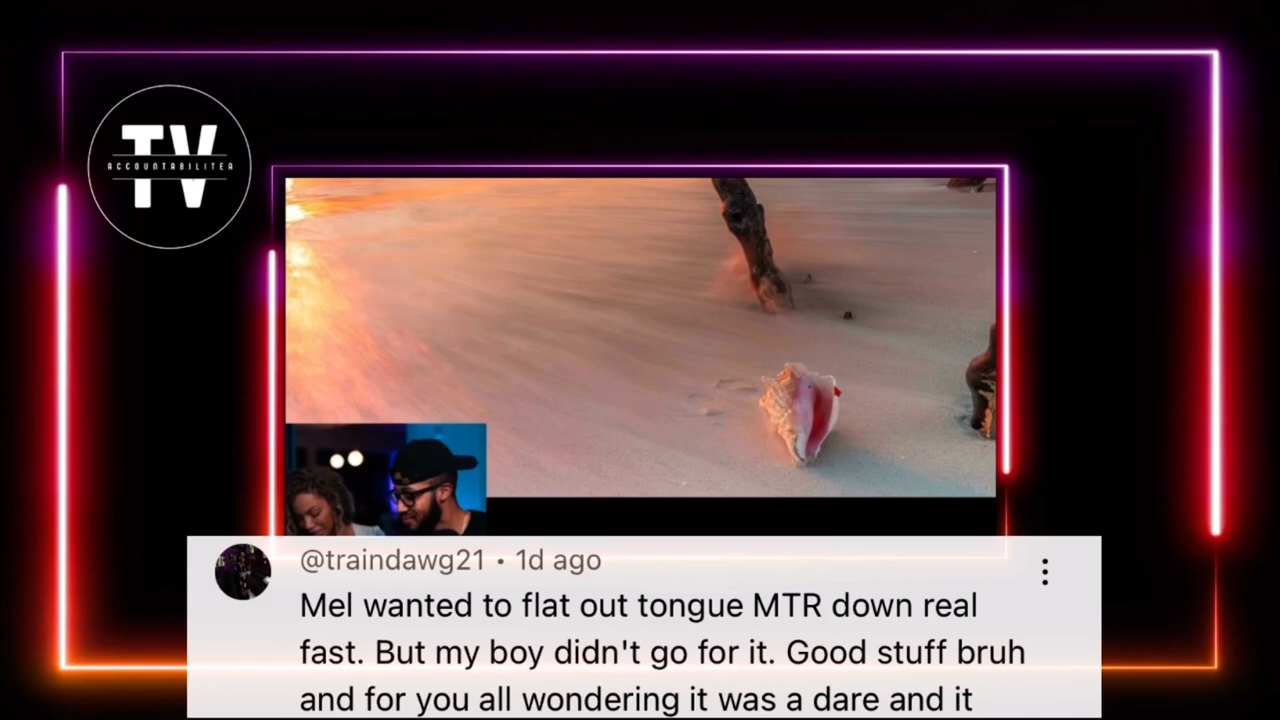 TV
ACCOUNTABILITEA
@traindawg21 • 1d ago
Mel wanted to flat out tongue MTR down real
fast. But my boy didn't go for it. Good stuff bruh
and for you all wondering it was a dare and it